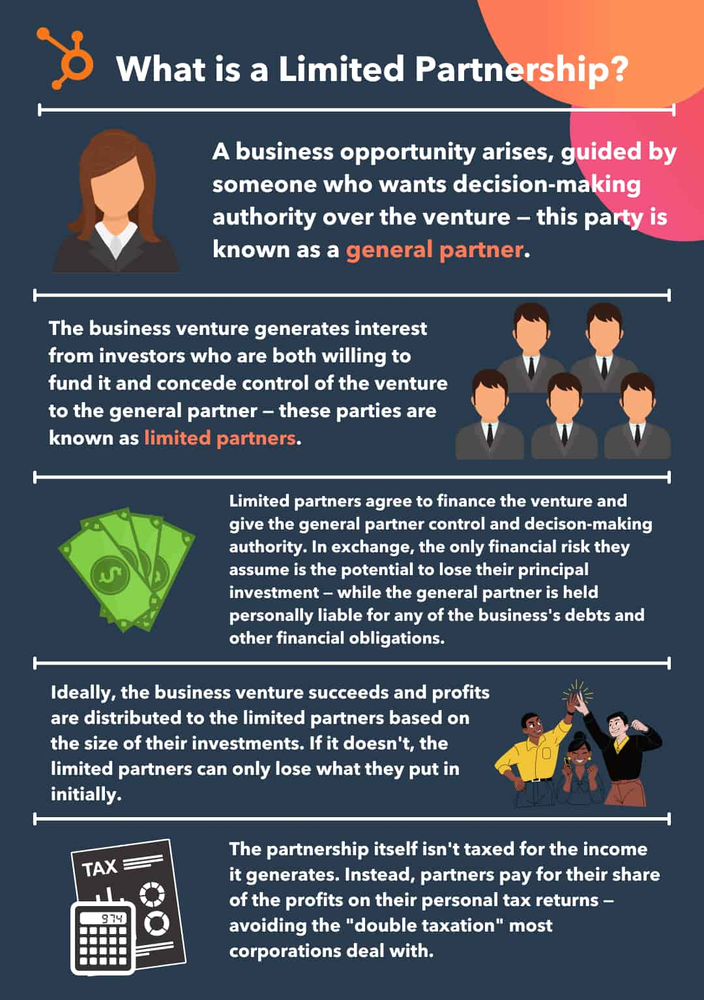 What is a Limited Partnership?
A business opportunity arises, guided by
someone who wants decision-making
authority over the venture – this party is
known as a general partner.
The business venture generates interest
from investors who are both willing to
fund it and concede control of the venture
to the general partner – these parties are
known as limited partners.
Limited partners agree to finance the venture and
give the general partner control and decison-making
authority. In exchange, the only financial risk they
assume is the potential to lose their principal
investment – while the general partner is held
personally liable for any of the business's debts and
other financial obligations.
Ideally, the business venture succeeds and profits
are distributed to the limited partners based on
the size of their investments. If it doesn't, the
limited partners can only lose what they put in
initially.
TAX
974
The partnership itself isn't taxed for the income
it generates. Instead, partners pay for their share
of the profits on their personal tax returns –
avoiding the "double taxation" most
corporations deal with.